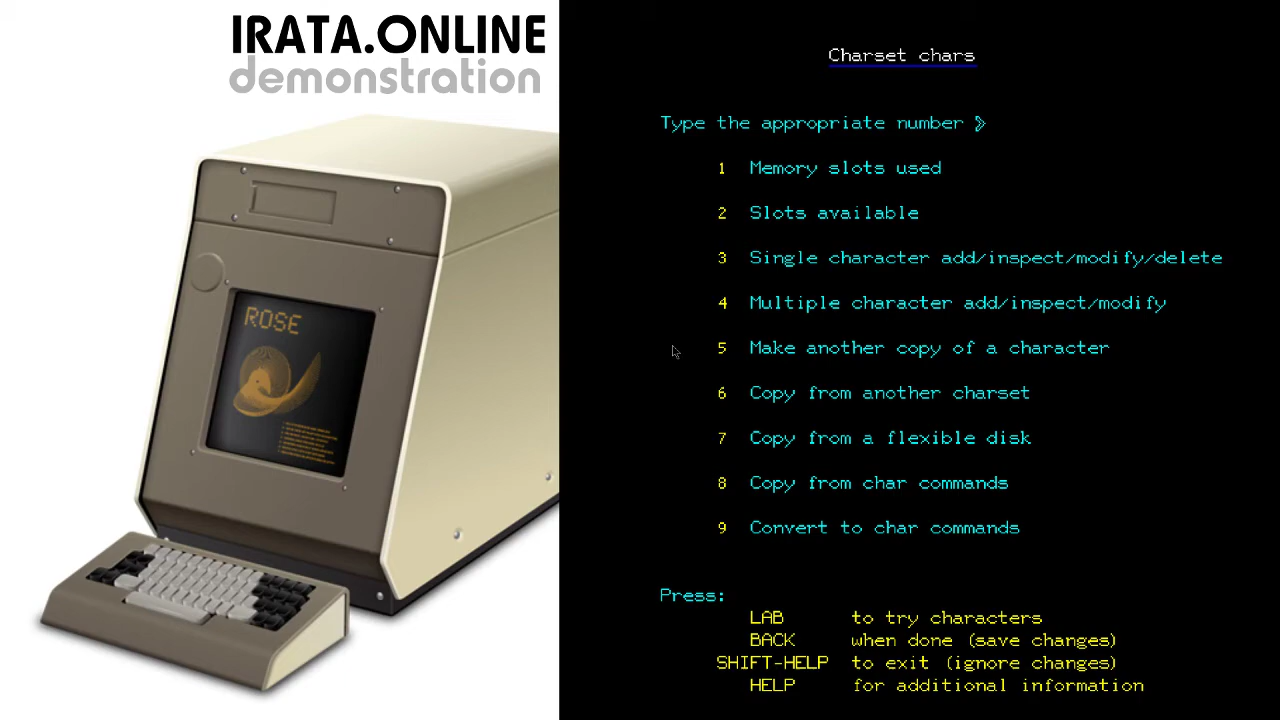 IRATA.ONLINE
demonstration
ROSE
Charset chars
Type the appropriate number
1 Memory slots used
2 Slots available
3 Single character add/inspect/modify/delete
4 Multiple character add/inspect/modify
5 Make another copy of a character
6 Copy from another charset
7 Copy from a flexible disk
8 Copy from char commands
9 Convert to char commands
Press:
LAB to try characters
BACK when done (save changes)
SHIFT-HELP to exit (ignore changes)
HELP for additional information